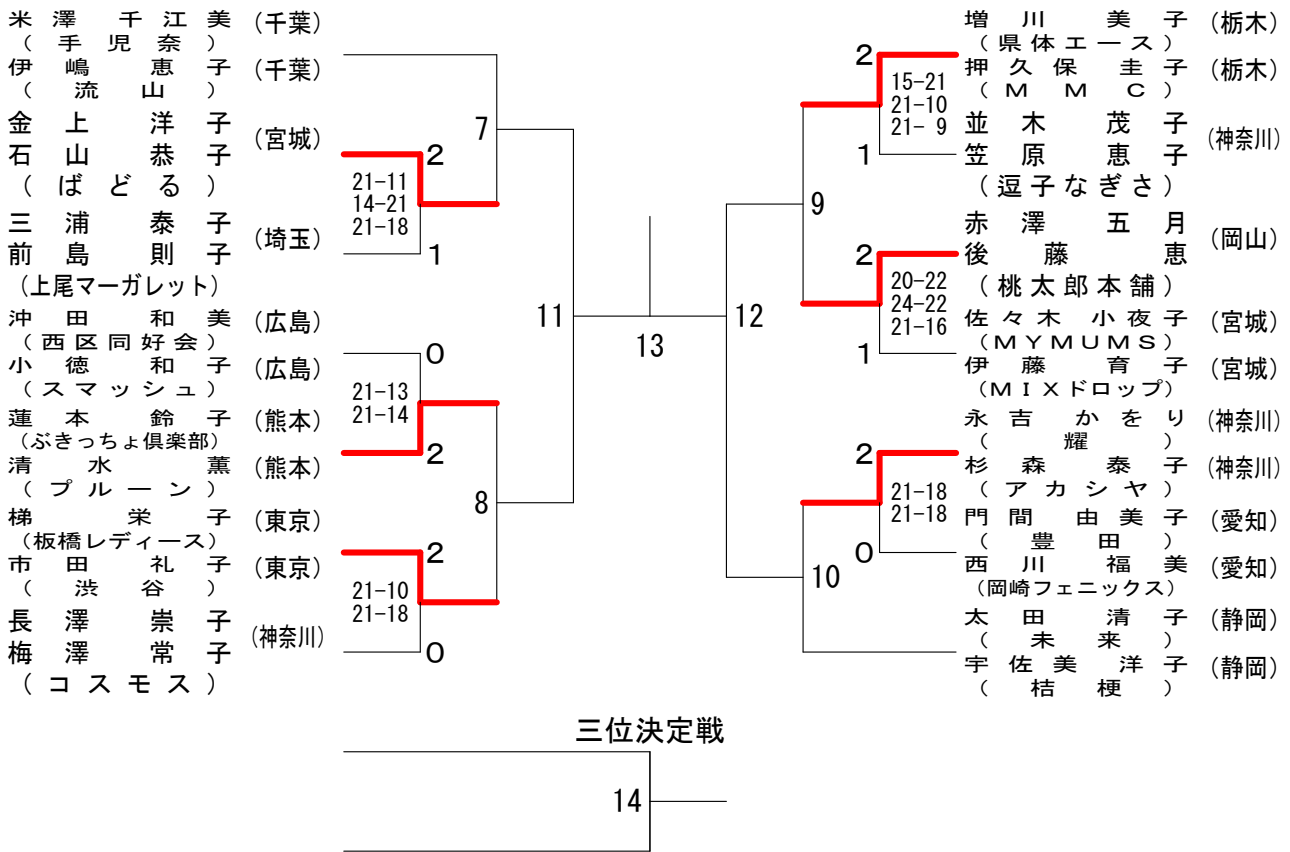 米澤 千江美 (千葉)
(手児奈)
伊嶋 恵子 (千葉)
(流山)
金上 洋子
(宮城)
石山 恭子
(ばどる)
三浦 泰子
(埼玉)
前島 則子
(上尾マーガレット)
沖田 和美 (広島)
(西区同好会)
小徳 和子 (広島)
(スマッシュ)
蓮本 鈴子 (熊本)
(ぶきっちょ倶楽部)
清水 薫 (熊本)
(プルーン)
梯 栄子 (東京)
(板橋レディース)
市田 礼子 (東京)
(渋谷)
長澤 崇子
(神奈川)
梅澤 常子
(コスモス)
2
21-11
14-21
21-18
1
0
21-13
21-14
2
2
21-10
21-18
0
7
8
11
13
12
9
10
2
15-21
21-10
21- 9
1
2
20-22
24-22
21-16
1
2
21-18
21-18
0
増川 美子 (栃木)
(県体エース)
押久保 圭子 (栃木)
(MMC)
並木 茂子
(神奈川)
笠原 恵子
(逗子なぎさ)
赤澤 五月
(岡山)
後藤 恵
(桃太郎本舗)
佐々木 小夜子 (宮城)
(MYMUMS)
伊藤 育子 (宮城)
(MIXドロップ)
永吉 かをり (神奈川)
(耀)
杉森 泰子 (神奈川)
(アカシヤ)
門間 由美子 (愛知)
(豊田)
西川 福美 (愛知)
(岡崎フェニックス)
太田 清子 (静岡)
(未来)
宇佐美 洋子 (静岡)
(桔梗)
三位決定戦
14